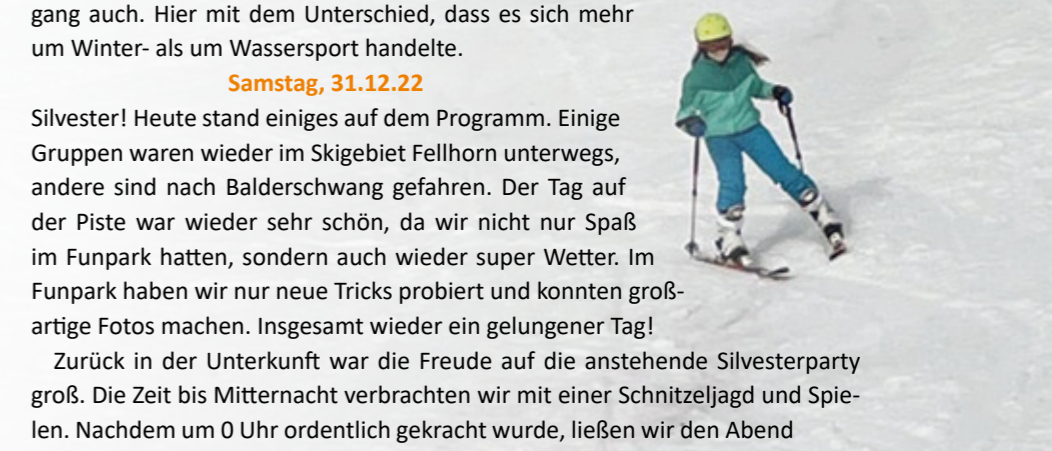 gang auch. Hier mit dem Unterschied, dass es sich mehr
um Winter- als um Wassersport handelte.
Samstag, 31.12.22
Silvester! Heute stand einiges auf dem Programm. Einige
Gruppen waren wieder im Skigebiet Fellhorn unterwegs,
andere sind nach Balderschwang gefahren. Der Tag auf
der Piste war wieder sehr schön, da wir nicht nur Spaß
im Funpark hatten, sondern auch wieder super Wetter. Im
Funpark haben wir nur neue Tricks probiert und konnten groß-
artige Fotos machen. Insgesamt wieder ein gelungener Tag!
Zurück in der Unterkunft war die Freude auf die anstehende Silvesterparty
groß. Die Zeit bis Mitternacht verbrachten wir mit einer Schnitzeljagd und Spie-
len. Nachdem um 0 Uhr ordentlich gekracht wurde, ließen wir den Abend